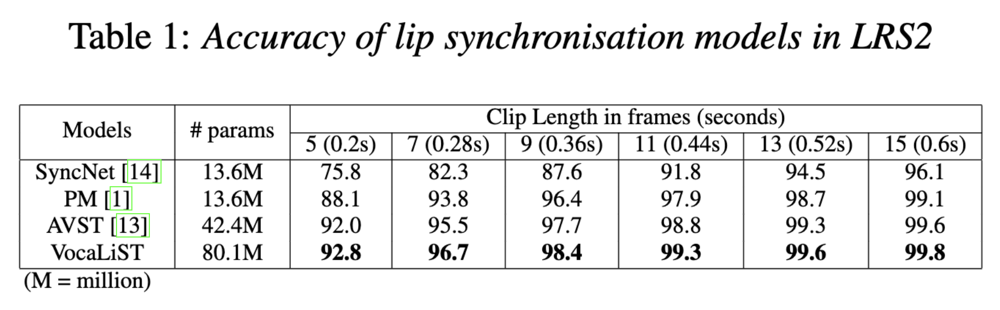 Table 1: Accuracy of lip synchronisation models in LRS2
Models # params Clip Length in frames (seconds)
5 (0.2s) 7 (0.28s) 9 (0.36s) 11 (0.44s) 13 (0.52s) 15 (0.6s)
SyncNet [14] 13.6M 75.8 82.3 87.6 91.8 94.5 96.1
PM [1] 13.6M 88.1 93.8 96.4 97.9 98.7 99.1
AVST [13] 42.4M 92.0 95.5 97.7 98.8 99.3 99.6
VocaLiST 80.1M 92.8 96.7 98.4 99.3 99.6 99.8
(M = million)